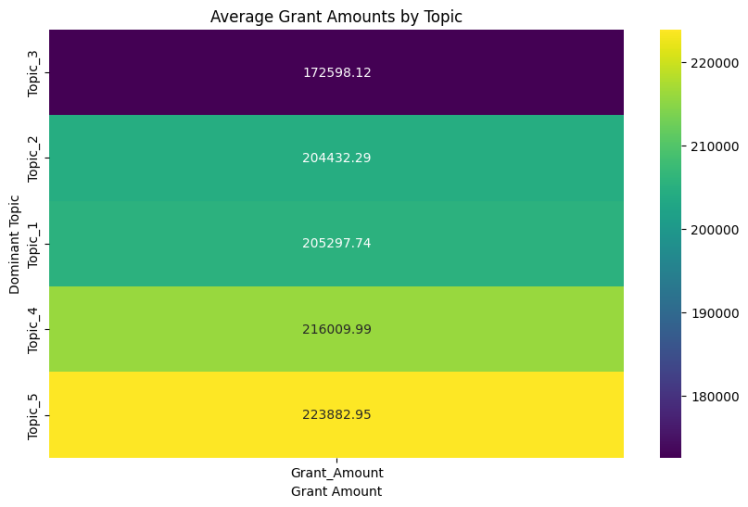 Average Grant Amounts by Topic
Dominant Topic
Topic_3
172598.12
Topic_2
204432.29
Topic_1
205297.74
Topic_4
216009.99
Topic_5
223882.95
Grant_Amount
Grant Amount
220000
210000
200000
190000
180000